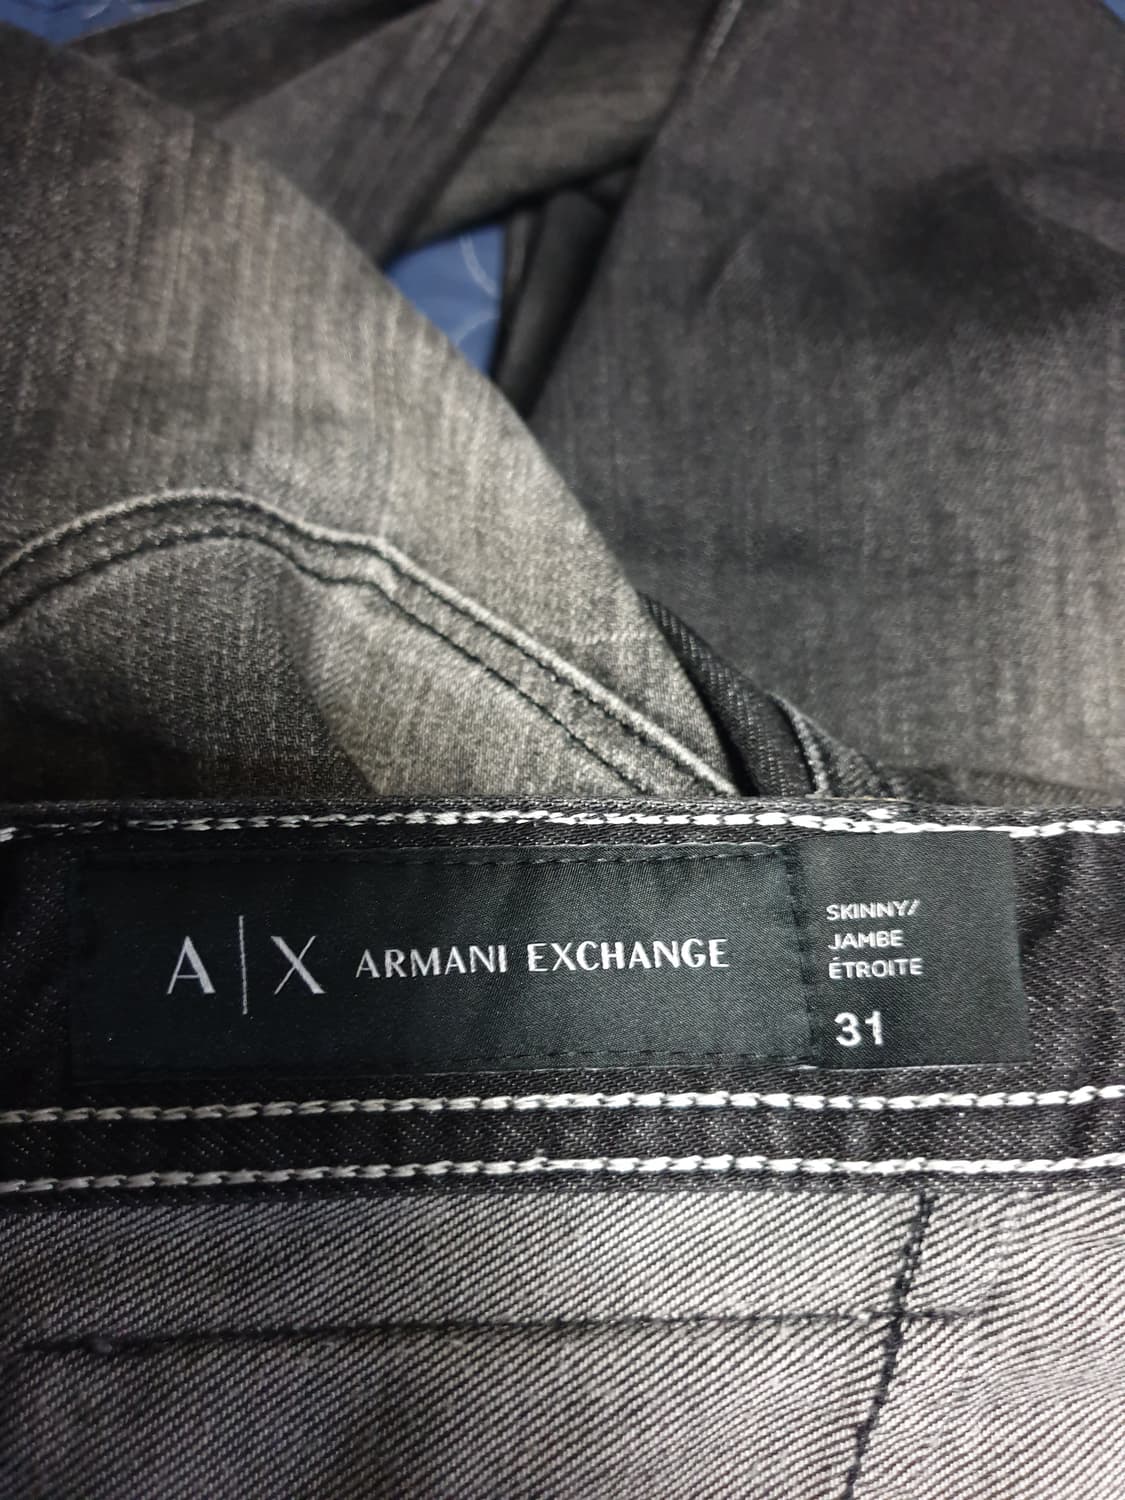 A|X ARMANI EXCHANGE
SKINNY/
JAMBE
ÉTROITE
31